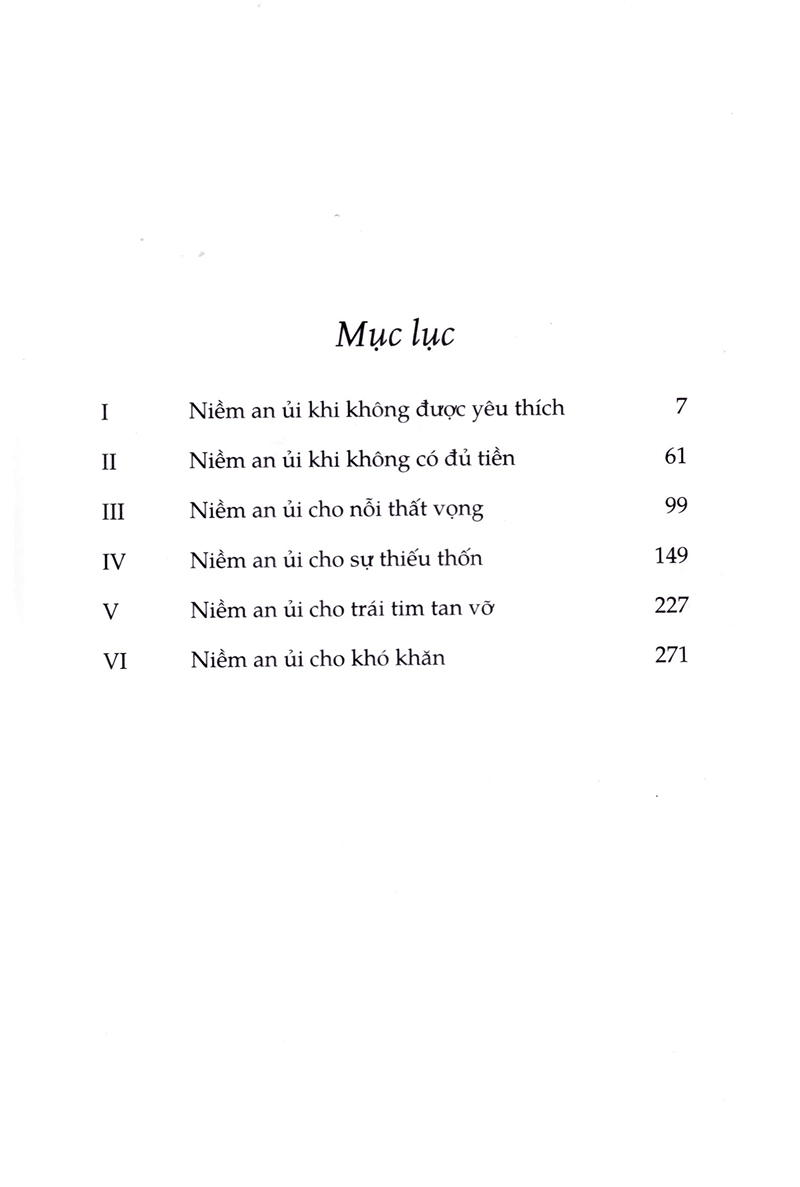 Mục lục
I Niềm an ủi khi không được yêu thích 7
II Niềm an ủi khi không có đủ tiền 61
III Niềm an ủi cho nỗi thất vọng 99
IV Niềm an ủi cho sự thiếu thốn 149
V Niềm an ủi cho trái tim tan vỡ 227
VI Niềm an ủi cho khó khăn 271